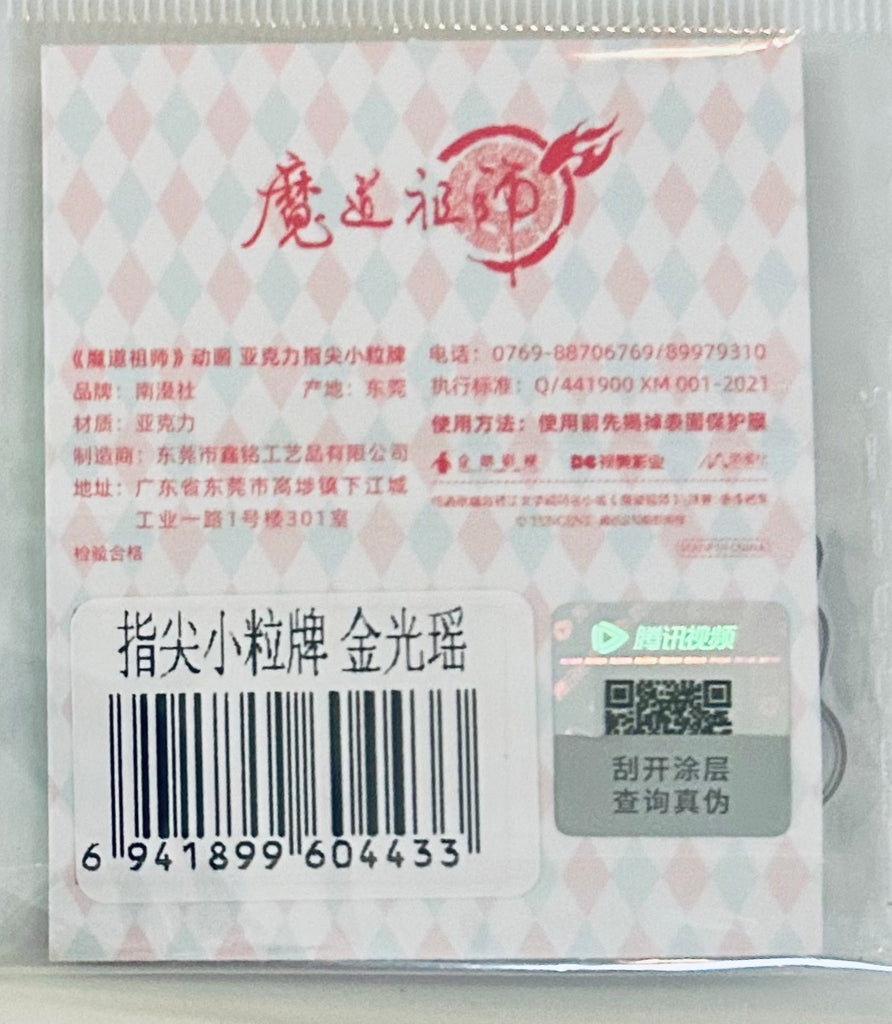 魔道祖师
《魔道祖师》动画 亚克力指尖小粒牌
品牌：南漫社 产地：东莞
材质：亚克力
制造商：东莞市鑫铭工艺品有限公司
地址：广东省东莞市高埗镇下江城
工业一路1号楼301室
检验合格
电话：0769-88706769/89979310
执行标准：Q/441900 XM 001-2021
使用方法：使用前先揭掉表面保护膜
视美影业
指尖小粒牌 金光瑶
6 941899 604433
腾讯视频
刮开涂层
查询真伪